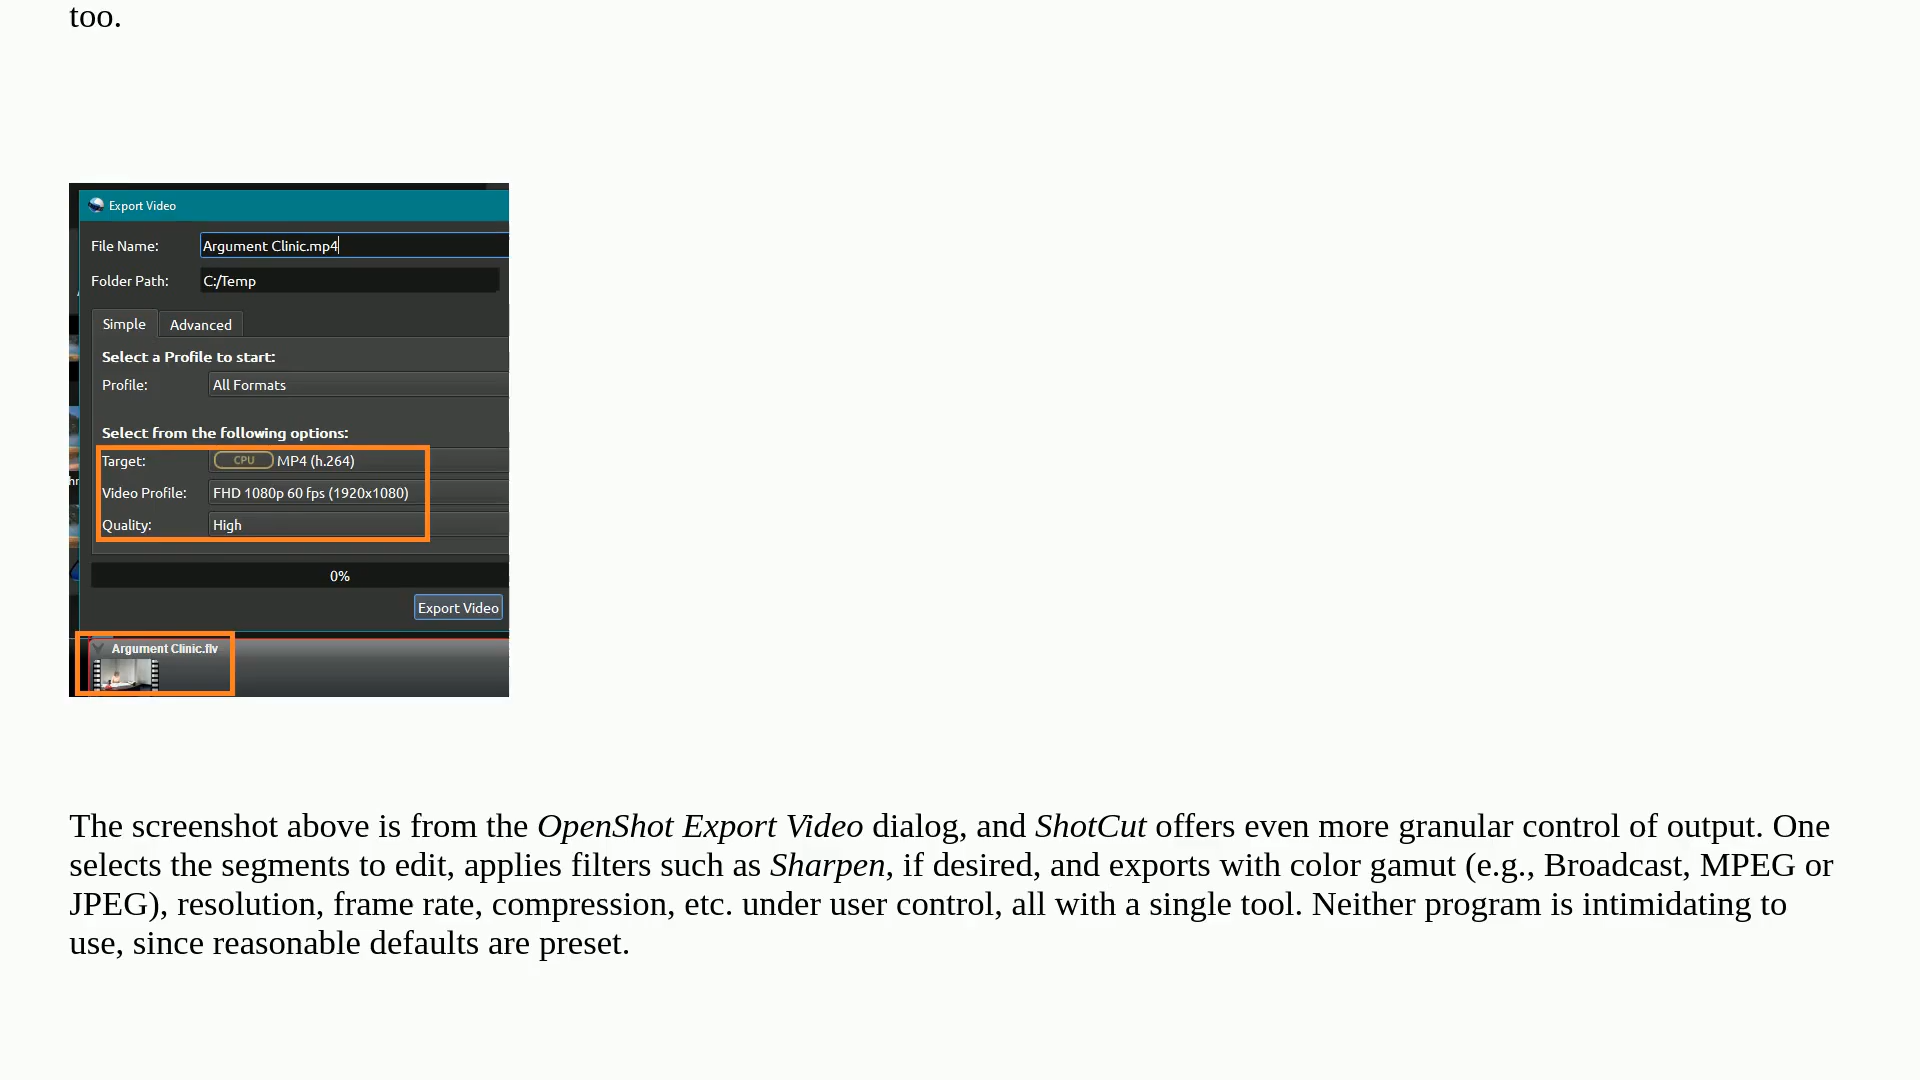 too.
Export Video
File Name: Argument Clinic.mp4
Folder Path: C:/Temp
Simple Advanced
Select a Profile to start:
Profile: All Formats
Select from the following options:
Target: CPU MP4 (h.264)
Video Profile: FHD 1080p 60 fps (1920x1080)
Quality: High
0%
Export Video
Argument Clinic.flv
The screenshot above is from the OpenShot Export Video dialog, and ShotCut offers even more granular control of output. One
selects the segments to edit, applies filters such as Sharpen, if desired, and exports with color gamut (e.g., Broadcast, MPEG or
JPEG), resolution, frame rate, compression, etc. under user control, all with a single tool. Neither program is intimidating to
use, since reasonable defaults are preset.